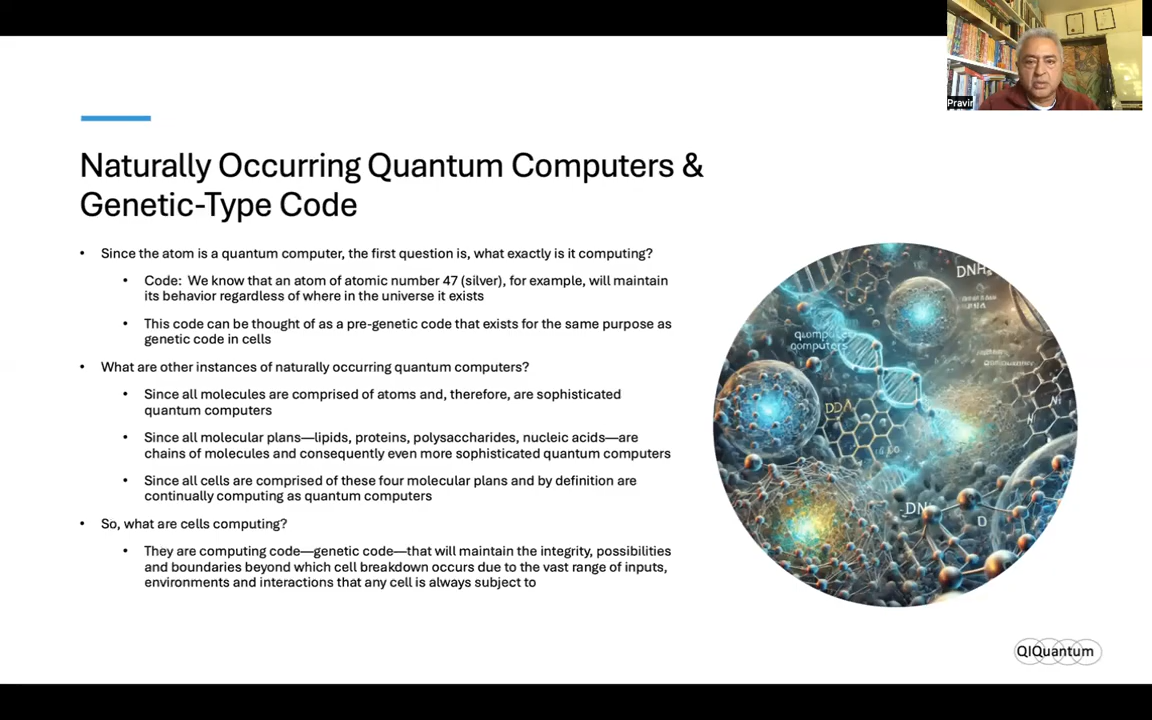 Pravir
Naturally Occurring Quantum Computers &
Genetic-Type Code
• Since the atom is a quantum computer, the first question is, what exactly is it computing?
• Code: We know that an atom of atomic number 47 (silver), for example, will maintain
its behavior regardless of where in the universe it exists
• This code can be thought of as a pre-genetic code that exists for the same purpose as
genetic code in cells
• What are other instances of naturally occurring quantum computers?
• Since all molecules are comprised of atoms and, therefore, are sophisticated
quantum computers
• Since all molecular plans—lipids, proteins, polysaccharides, nucleic acids—are
chains of molecules and consequently even more sophisticated quantum computers
• Since all cells are comprised of these four molecular plans and by definition are
continually computing as quantum computers
• So, what are cells computing?
• They are computing code—genetic code—that will maintain the integrity, possibilities
and boundaries beyond which cell breakdown occurs due to the vast range of inputs,
environments and interactions that any cell is always subject to
DDA
-DN
D
QIQuantum